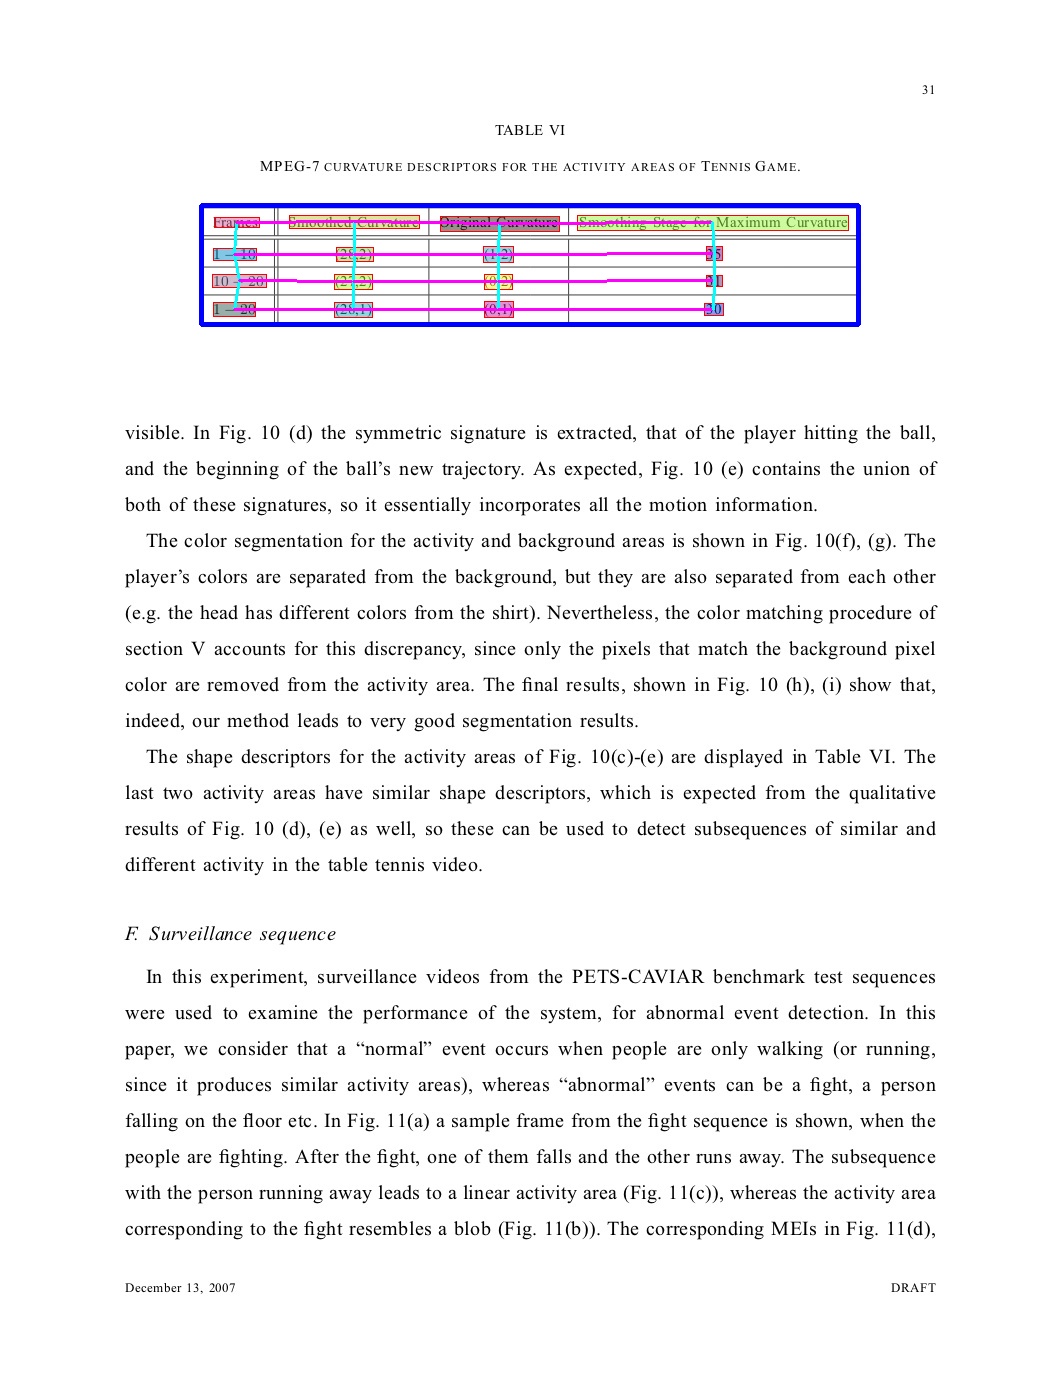 31
TABLE VI
MPEG-7 CURVATURE DESCRIPTORS FOR THE ACTIVITY AREAS OF TENNIS GAME.
Frames Smoothed Curvature Original Curvature Smoothing Stage for Maximum Curvature
1 – 10
10 – 20
1 – 20 (0,1) 30
visible. In Fig. 10 (d) the symmetric signature is extracted, that of the player hitting the ball,
and the beginning of the ball’s new trajectory. As expected, Fig. 10 (e) contains the union of
both of these signatures, so it essentially incorporates all the motion information.
The color segmentation for the activity and background areas is shown in Fig. 10(f), (g). The
player’s colors are separated from the background, but they are also separated from each other
(e.g. the head has different colors from the shirt). Nevertheless, the color matching procedure of
section V accounts for this discrepancy, since only the pixels that match the background pixel
color are removed from the activity area. The final results, shown in Fig. 10 (h), (i) show that,
indeed, our method leads to very good segmentation results.
The shape descriptors for the activity areas of Fig. 10(c)-(e) are displayed in Table VI. The
last two activity areas have similar shape descriptors, which is expected from the qualitative
results of Fig. 10 (d), (e) as well, so these can be used to detect subsequences of similar and
different activity in the table tennis video.
F. Surveillance sequence
In this experiment, surveillance videos from the PETS-CAVIAR benchmark test sequences
were used to examine the performance of the system, for abnormal event detection. In this
paper, we consider that a “normal” event occurs when people are only walking (or running,
since it produces similar activity areas), whereas “abnormal” events can be a fight, a person
falling on the floor etc. In Fig. 11(a) a sample frame from the fight sequence is shown, when the
people are fighting. After the fight, one of them falls and the other runs away. The subsequence
with the person running away leads to a linear activity area (Fig. 11(c)), whereas the activity area
corresponding to the fight resembles a blob (Fig. 11(b)). The corresponding MEIs in Fig. 11(d),
December 13, 2007
DRAFT